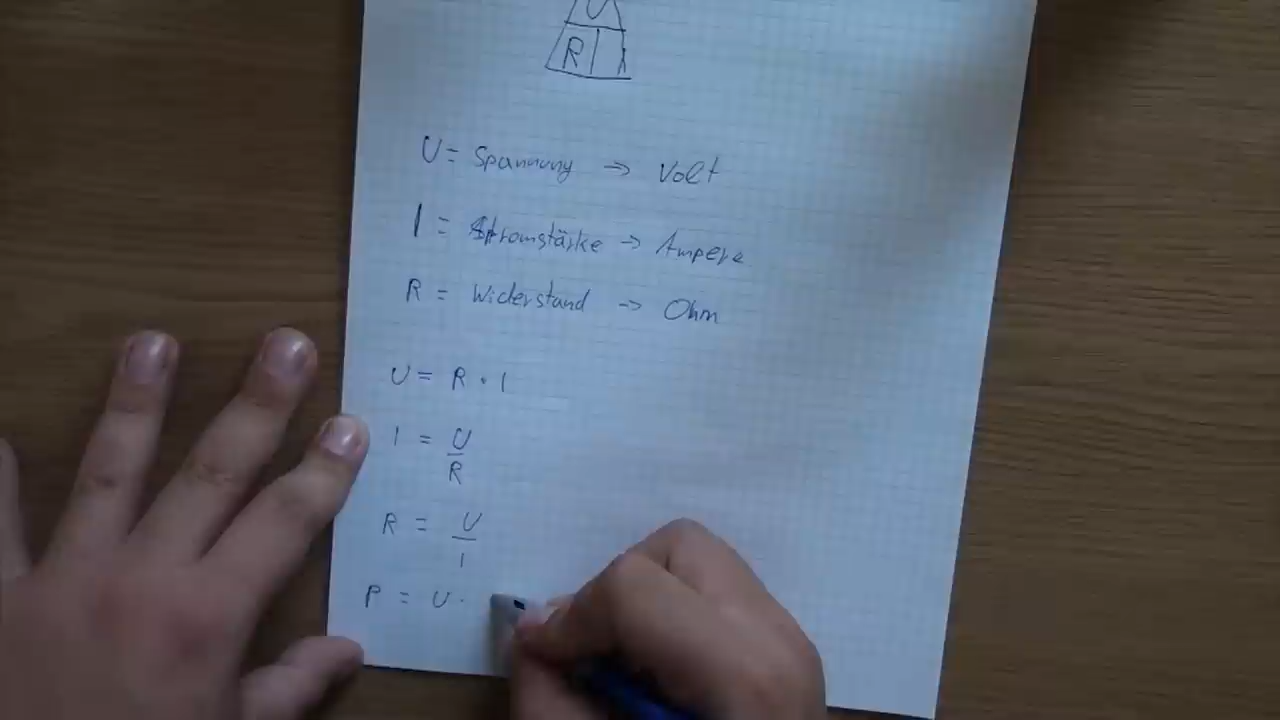 U
R I
U = Spannung → Volt
I = Stromstärke → Ampere
R = Widerstand → Ohm
U = R · I
I = U
R
R = U
I
P = U ·